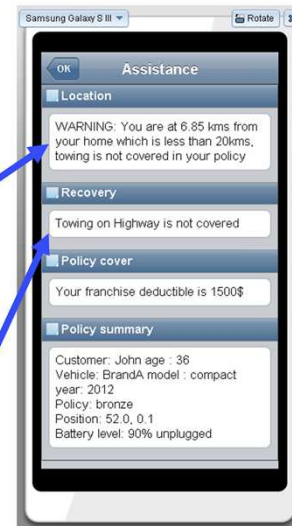 Samsung Galaxy S III
Rotate
OK
Assistance
Location
WARNING: You are at 6.85 kms from
your home which is less than 20kms,
towing is not covered in your policy
Recovery
Towing on Highway is not covered
Policy cover
Your franchise deductible is 1500$
Policy summary
Customer: John age : 36
Vehicle: BrandA model : compact
year: 2012
Policy: bronze
Position: 52.0, 0.1
Battery level: 90% unplugged